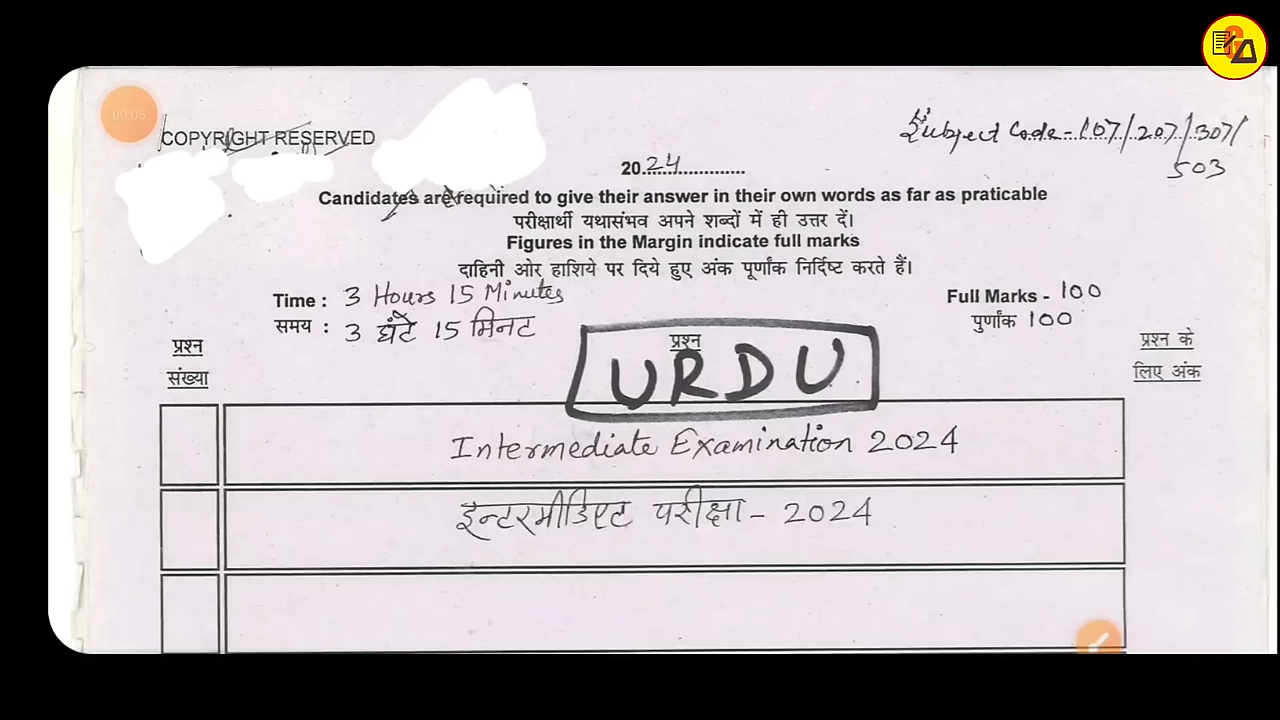 00:05
COPYRIGHT RESERVED
Subject Code-107/207/307/
503
2024
Candidates are required to give their answer in their own words as far as praticable
परीक्षार्थी यथासंभव अपने शब्दों में ही उत्तर दें।
Figures in the Margin indicate full marks
दाहिनी ओर हाशिये पर दिये हुए अंक पूर्णांक निर्दिष्ट करते हैं।
Time : 3 Hours 15 Minutes Full Marks - 100
समय : 3 घंटे 15 मिनट पुर्णांक 100
प्रश्न प्रश्न प्रश्न के
संख्या URDU लिए अंक
Intermediate Examination 2024
इन्टरमीडिएट परीक्षा - 2024